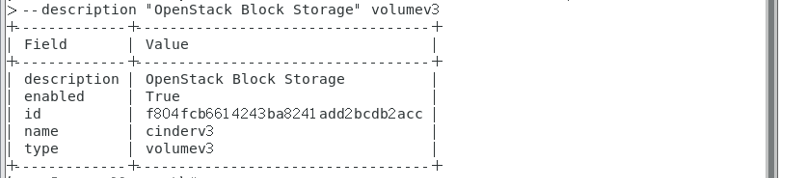 > --description "OpenStack Block Storage" volumev3
+-------------+----------------------------------+
| Field       | Value                            |
+-------------+----------------------------------+
| description | OpenStack Block Storage          |
| enabled     | True                             |
| id          | f804fcb6614243ba8241add2bcdb2acc |
| name        | cinderv3                         |
| type        | volumev3                         |
+-------------+----------------------------------+